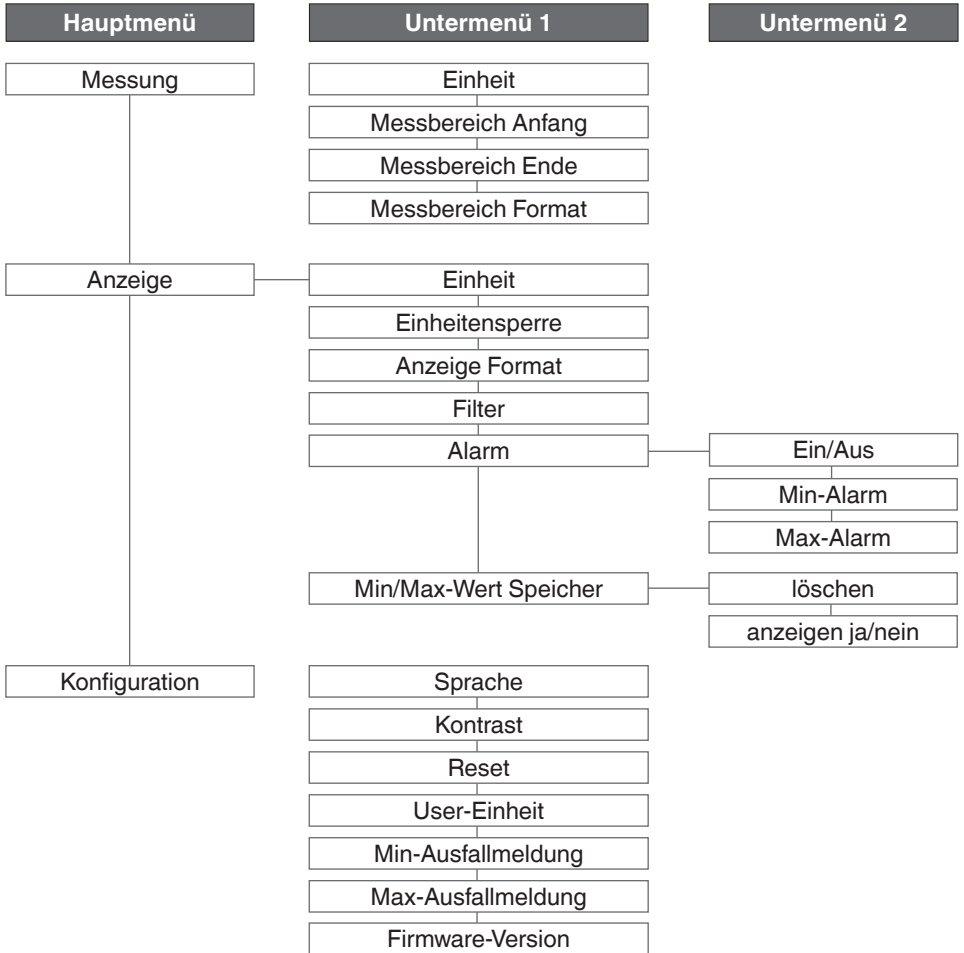 Hauptmenü Untermenü 1 Untermenü 2
Messung Einheit
Messbereich Anfang
Messbereich Ende
Messbereich Format
Anzeige Einheit
Einheitensperre
Anzeige Format
Filter
Alarm Ein/Aus
Min-Alarm
Max-Alarm
Min/Max-Wert Speicher löschen
anzeigen ja/nein
Konfiguration Sprache
Kontrast
Reset
User-Einheit
Min-Ausfallmeldung
Max-Ausfallmeldung
Firmware-Version